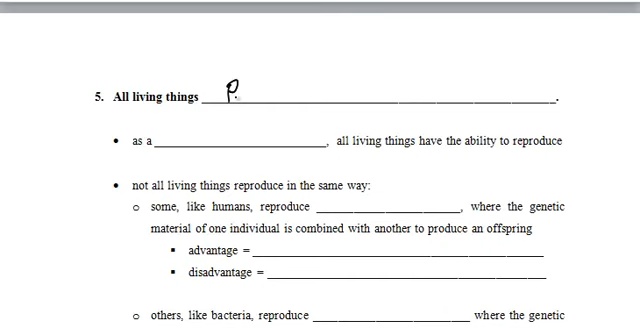 5. All living things P____________________.
• as a ____________________, all living things have the ability to reproduce
• not all living things reproduce in the same way:
o some, like humans, reproduce ____________________, where the genetic
material of one individual is combined with another to produce an offspring
▪ advantage = ____________________
▪ disadvantage = ____________________
o others, like bacteria, reproduce ____________________ where the genetic